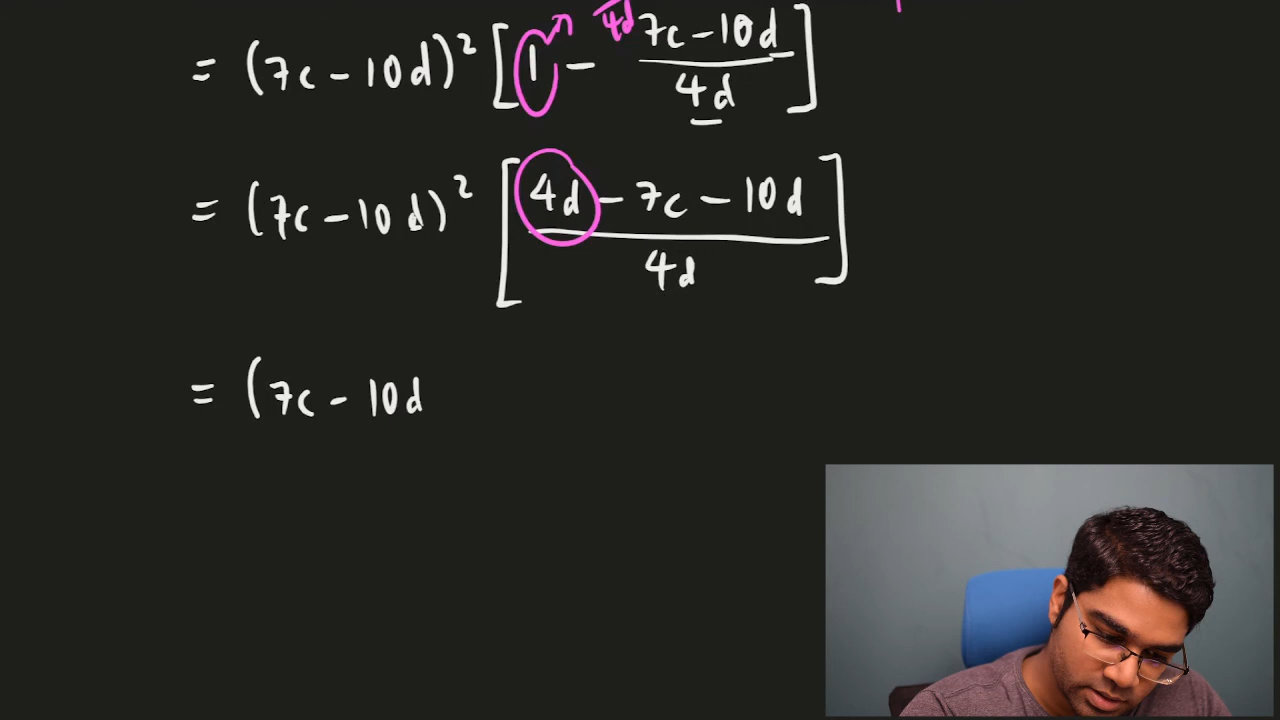 = (7c - 10d)² [1 - (7c - 10d)/4d] 4d
= (7c - 10d)² [(4d - 7c - 10d)/4d]
= (7c - 10d